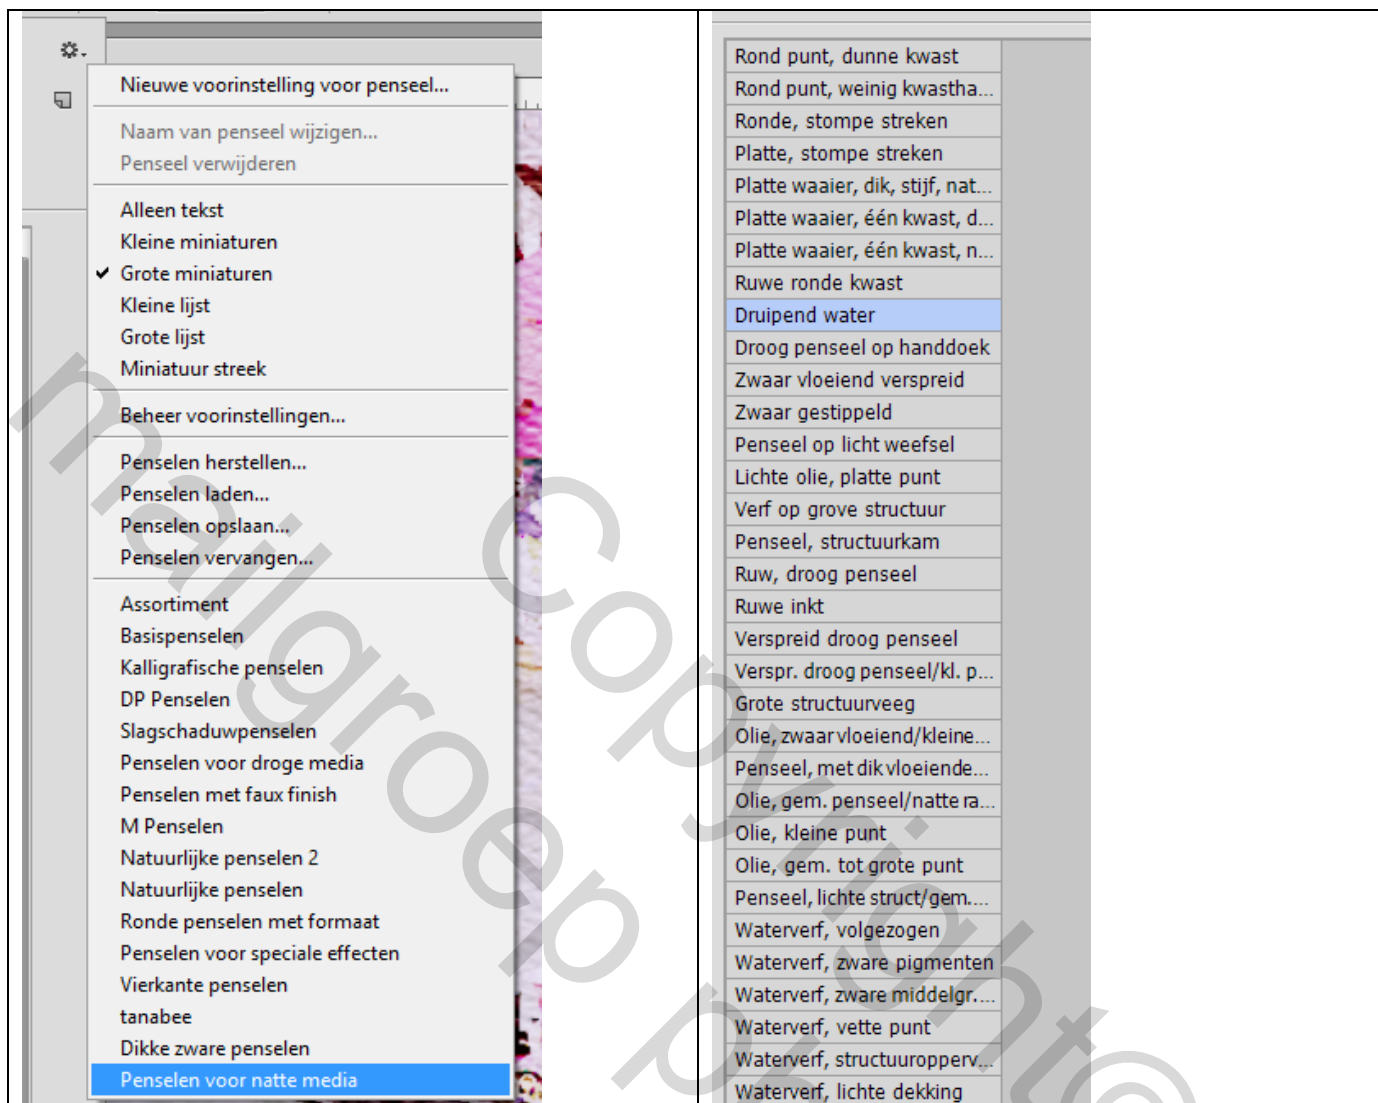 Nieuwe voorinstelling voor penseel...
Naam van penseel wijzigen...
Penseel verwijderen
Alleen tekst
Kleine miniaturen
Grote miniaturen
Kleine lijst
Grote lijst
Miniatuur streek
Beheer voorinstellingen...
Penselen herstellen...
Penselen laden...
Penselen opslaan...
Penselen vervangen...
Assortiment
Basispenselen
Kalligrafische penselen
DP Penselen
Slagschaduwpenselen
Penselen voor droge media
Penselen met faux finish
M Penselen
Natuurlijke penselen 2
Natuurlijke penselen
Ronde penselen met formaat
Penselen voor speciale effecten
Vierkante penselen
tanabee
Dikke zware penselen
Penselen voor natte media
Rond punt, dunne kwast
Rond punt, weinig kwastha...
Ronde, stompe streken
Platte, stompe streken
Platte waaier, dik, stijf, nat...
Platte waaier, één kwast, d...
Platte waaier, één kwast, n...
Ruwe ronde kwast
Druipend water
Droog penseel op handdoek
Zwaar vloeiend verspreid
Zwaar gestippeld
Penseel op licht weefsel
Lichte olie, platte punt
Verf op grove structuur
Penseel, structuurkam
Ruw, droog penseel
Ruwe inkt
Verspreid droog penseel
Verspr. droog penseel/kl. p...
Grote structuurveeg
Olie, zwaar vloeiend/kleine...
Penseel, met dik vloeiende...
Olie, gem. penseel/natte ra...
Olie, kleine punt
Olie, gem. tot grote punt
Penseel, lichte struct/gem....
Waterverf, volgezogen
Waterverf, zware pigmenten
Waterverf, zware middelgr....
Waterverf, vette punt
Waterverf, structuuropperv...
Waterverf, lichte dekking
Copyright©
mailgroep p